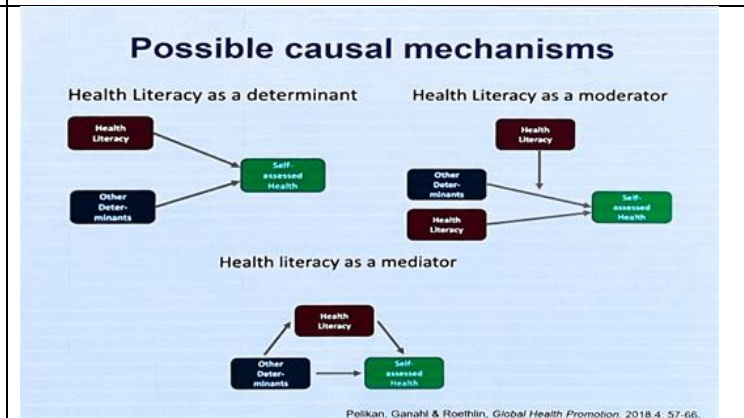 Possible causal mechanisms
Health Literacy as a determinant
Health
Literacy
Other
Deter-
minants
Self-
assessed
Health
Health Literacy as a moderator
Health
Literacy
Other
Deter-
minants
Health
Literacy
Self-
assessed
Health
Health literacy as a mediator
Health
Literacy
Other
Deter-
minants
Self-
assessed
Health
Pelikan, Ganahl & Roethlin, Global Health Promotion, 2018,4: 57-66.